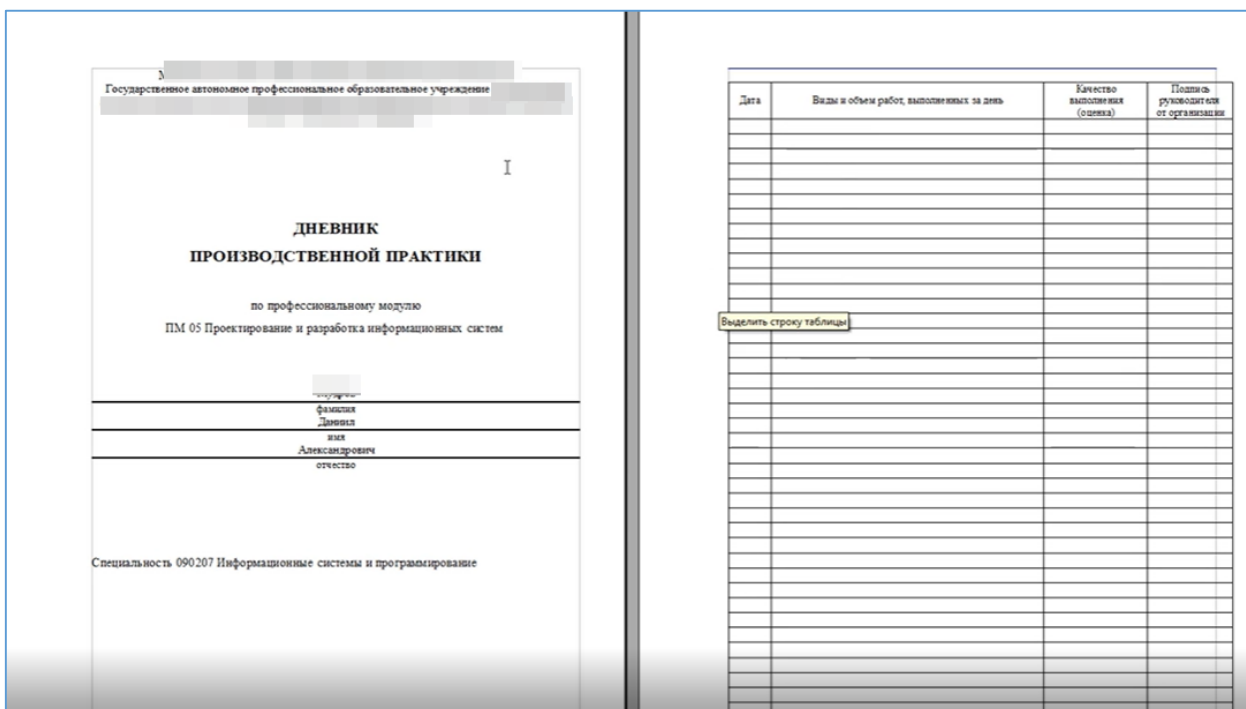 Государственное автономное профессиональное образовательное учреждение
ДНЕВНИК
ПРОИЗВОДСТВЕННОЙ ПРАКТИКИ
по профессиональному модулю
ПМ 05 Проектирование и разработка информационных систем
фамилия
Даниил
имя
Александрович
отчество
Специальность 090207 Информационные системы и программирование
Дата
Виды и объем работ, выполненных за день
Качество
выполнения
(оценка)
Подпись
руководителя
от организации
Выделить строку таблицы